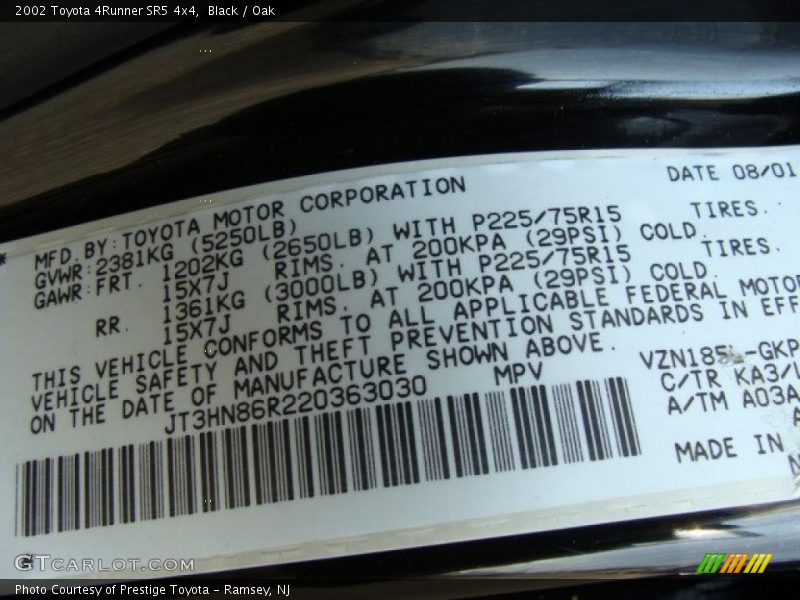 2002 Toyota 4Runner SR5 4x4, Black / Oak
MFD.BY:TOYOTA MOTOR CORPORATION DATE 08/01
GVWR:2381KG (5250LB)
GAWR:FRT. 1202KG (2650LB) WITH P225/75R15 TIRES.
15X7J RIMS. AT 200KPA (29PSI) COLD.
RR. 1361KG (3000LB) WITH P225/75R15 TIRES.
15X7J RIMS. AT 200KPA (29PSI) COLD.
THIS VEHICLE CONFORMS TO ALL APPLICABLE FEDERAL MOTOR
VEHICLE SAFETY AND THEFT PREVENTION STANDARDS IN EFF
ON THE DATE OF MANUFACTURE SHOWN ABOVE.
JT3HN86R220363030 MPV
VZN185L-GKP
C/TR KA3/L
A/TM A03A
MADE IN
GTCARLOT.COM
Photo Courtesy of Prestige Toyota - Ramsey, NJ